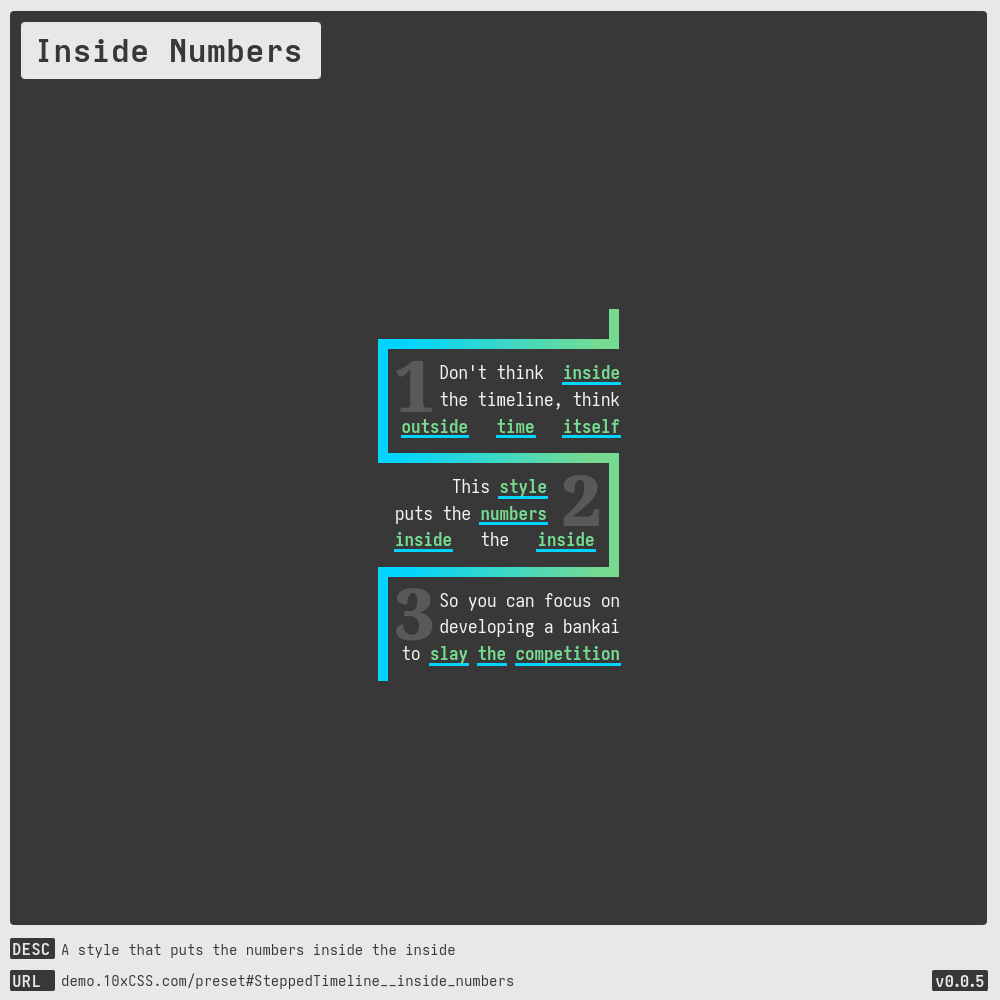 Inside Numbers
1 Don't think inside
the timeline, think
outside time itself
This style 2
puts the numbers
inside the inside
3 So you can focus on
developing a bankai
to slay the competition
DESC A style that puts the numbers inside the inside
URL demo.10xCSS.com/preset#SteppedTimeline__inside_numbers v0.0.5